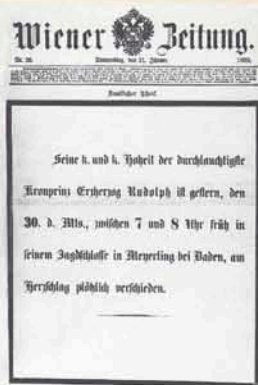 Wiener Zeitung.
Donnerstag, den 31. Jänner 1889.
Amtlicher Theil.
Seine k. und k. Hoheit der durchlauchtigste
Kronprinz Erzherzog Rudolph ist gestern, den
30. d. Mts., zwischen 7 und 8 Uhr früh in
seinem Jagdschlosse in Meyerling bei Baden, am
Herzschlag plötzlich verschieden.